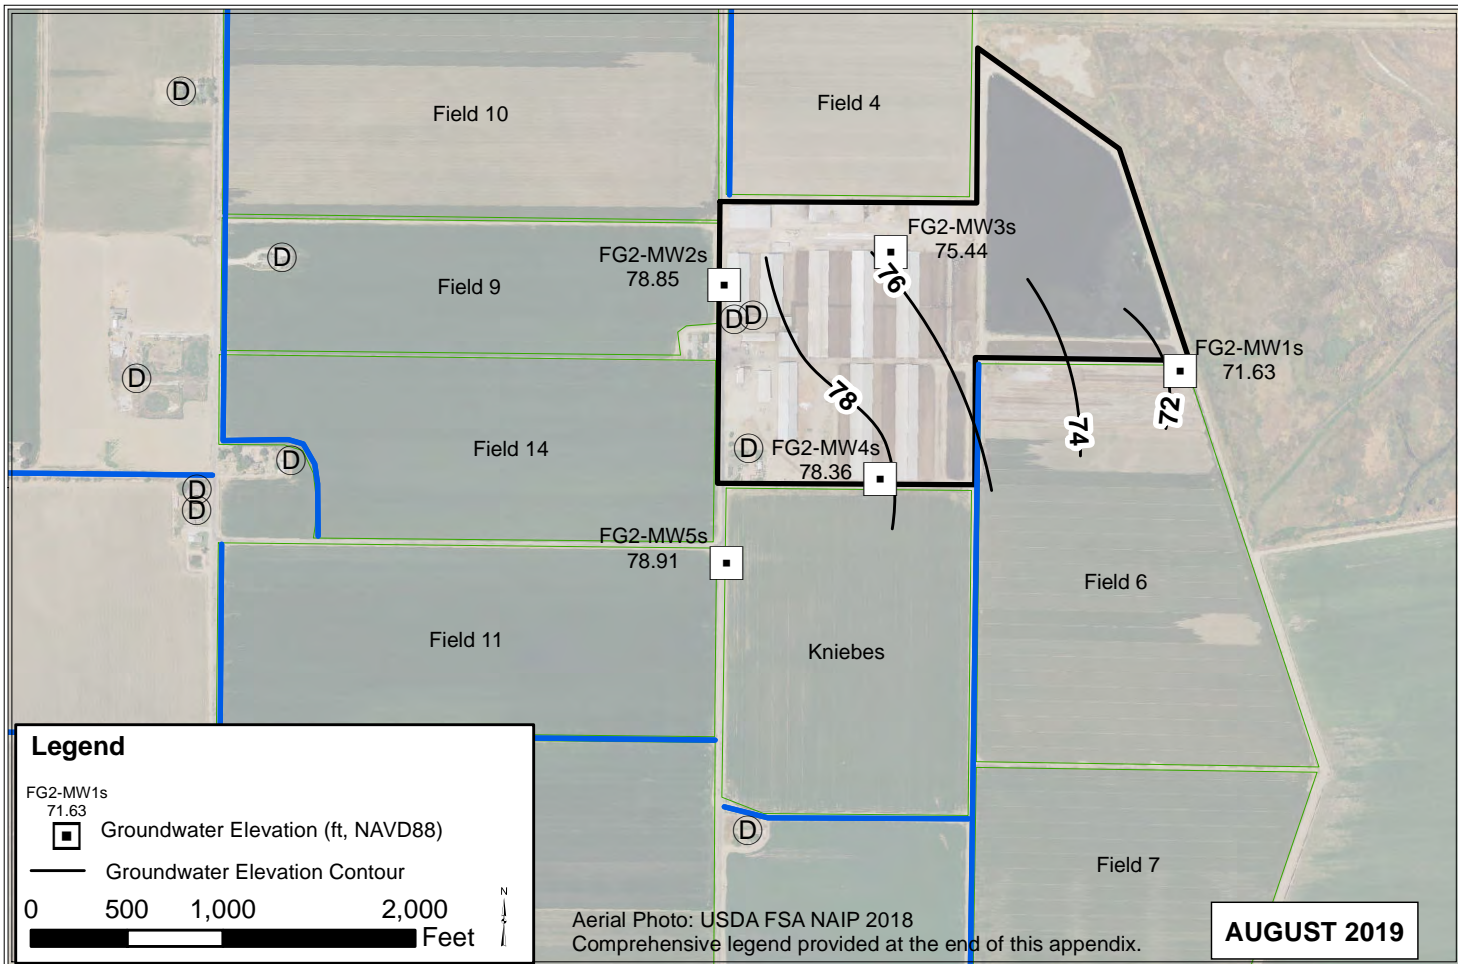 D
Field 10
Field 4
FG2-MW3s
75.44
FG2-MW2s
78.85
D
Field 9
76
D
D
FG2-MW1s
71.63
D
78
72
74
Field 14
D
FG2-MW4s
78.36
D
D
D
FG2-MW5s
78.91
Field 6
Field 11
Kniebes
D
Field 7
Legend
FG2-MW1s
71.63
Groundwater Elevation (ft, NAVD88)
Groundwater Elevation Contour
N
0 500 1,000 2,000
Feet
Aerial Photo: USDA FSA NAIP 2018
Comprehensive legend provided at the end of this appendix.
AUGUST 2019